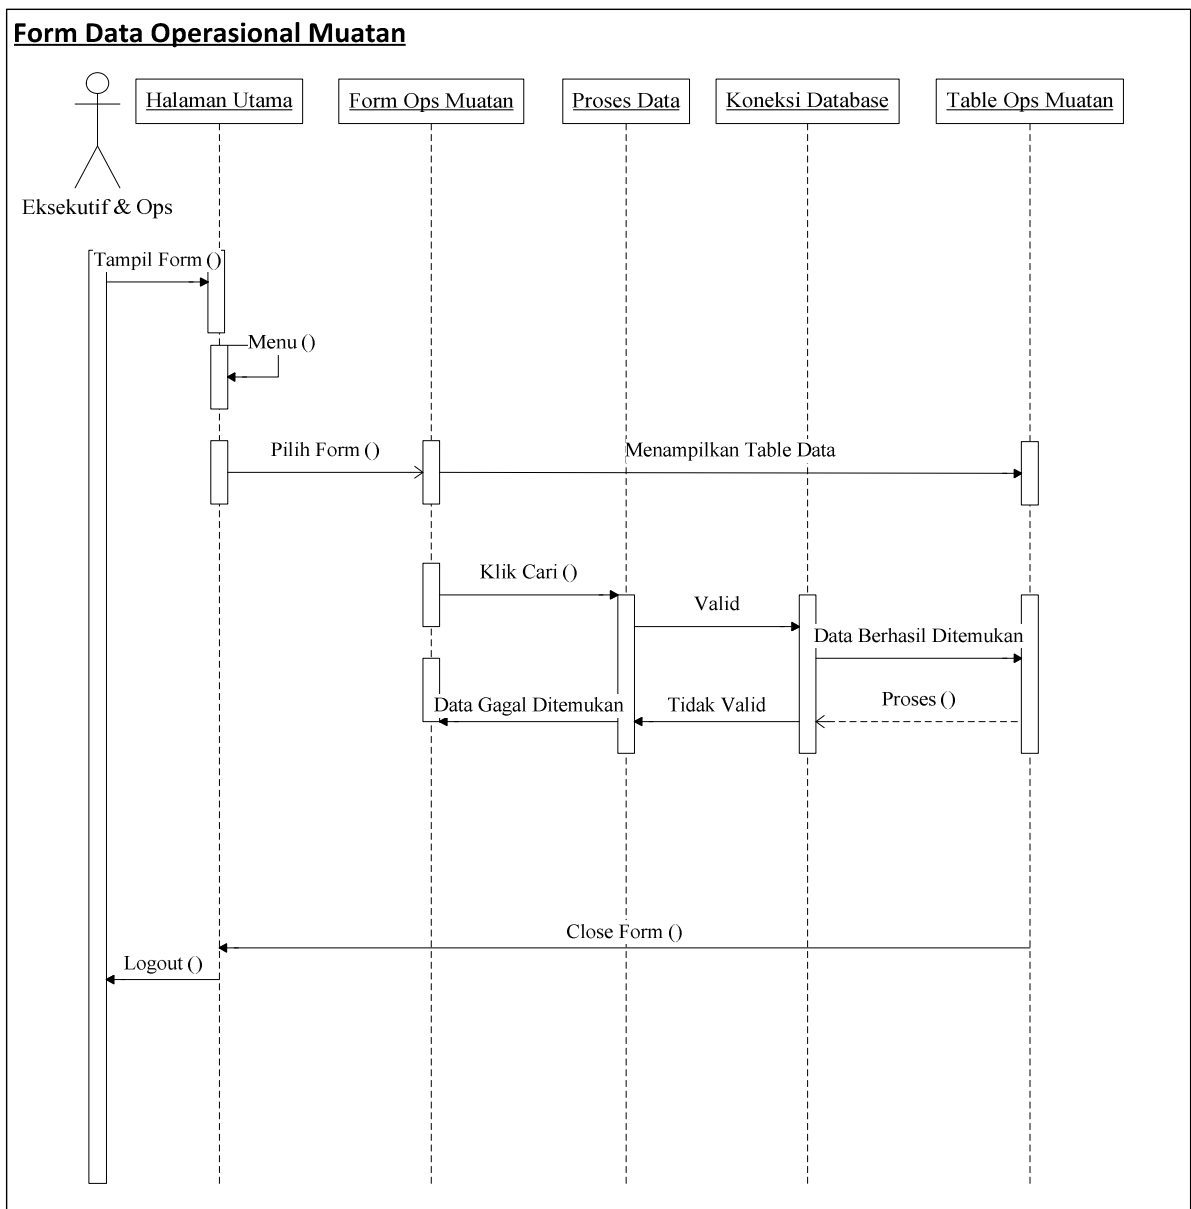 Form Data Operasional Muatan
Halaman Utama
Form Ops Muatan
Proses Data
Koneksi Database
Table Ops Muatan
Eksekutif & Ops
Tampil Form ()
Menu ()
Pilih Form ()
Menampilkan Table Data
Klik Cari ()
Valid
Data Berhasil Ditemukan
Data Gagal Ditemukan
Tidak Valid
Proses ()
Close Form ()
Logout ()